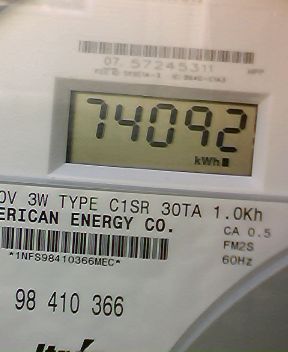 07 57245311
74092
kWh
0V 3W TYPE C1SR 30TA 1.0Kh
ERICAN ENERGY CO.
CA 0.5
FM2S
*1NFS98410366MEC*
60Hz
98 410 366